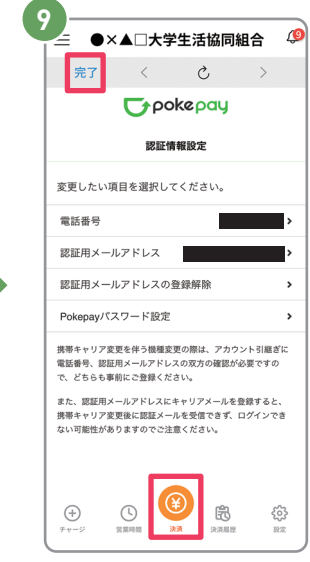 9
●×▲□大学生活協同組合
9
完了
pokepay
認証情報設定
変更したい項目を選択してください。
電話番号
認証用メールアドレス
認証用メールアドレスの登録解除
Pokepayパスワード設定
携帯キャリア変更を伴う機種変更の際は、アカウント引継ぎに
電話番号、認証用メールアドレスの双方の確認が必要ですの
で、どちらも事前にご登録ください。
また、認証用メールアドレスにキャリアメールを登録すると、
携帯キャリア変更後に認証メールを受信できず、ログインでき
ない可能性がありますのでご注意ください。
チャージ
営業時間
決済
決済履歴
設定